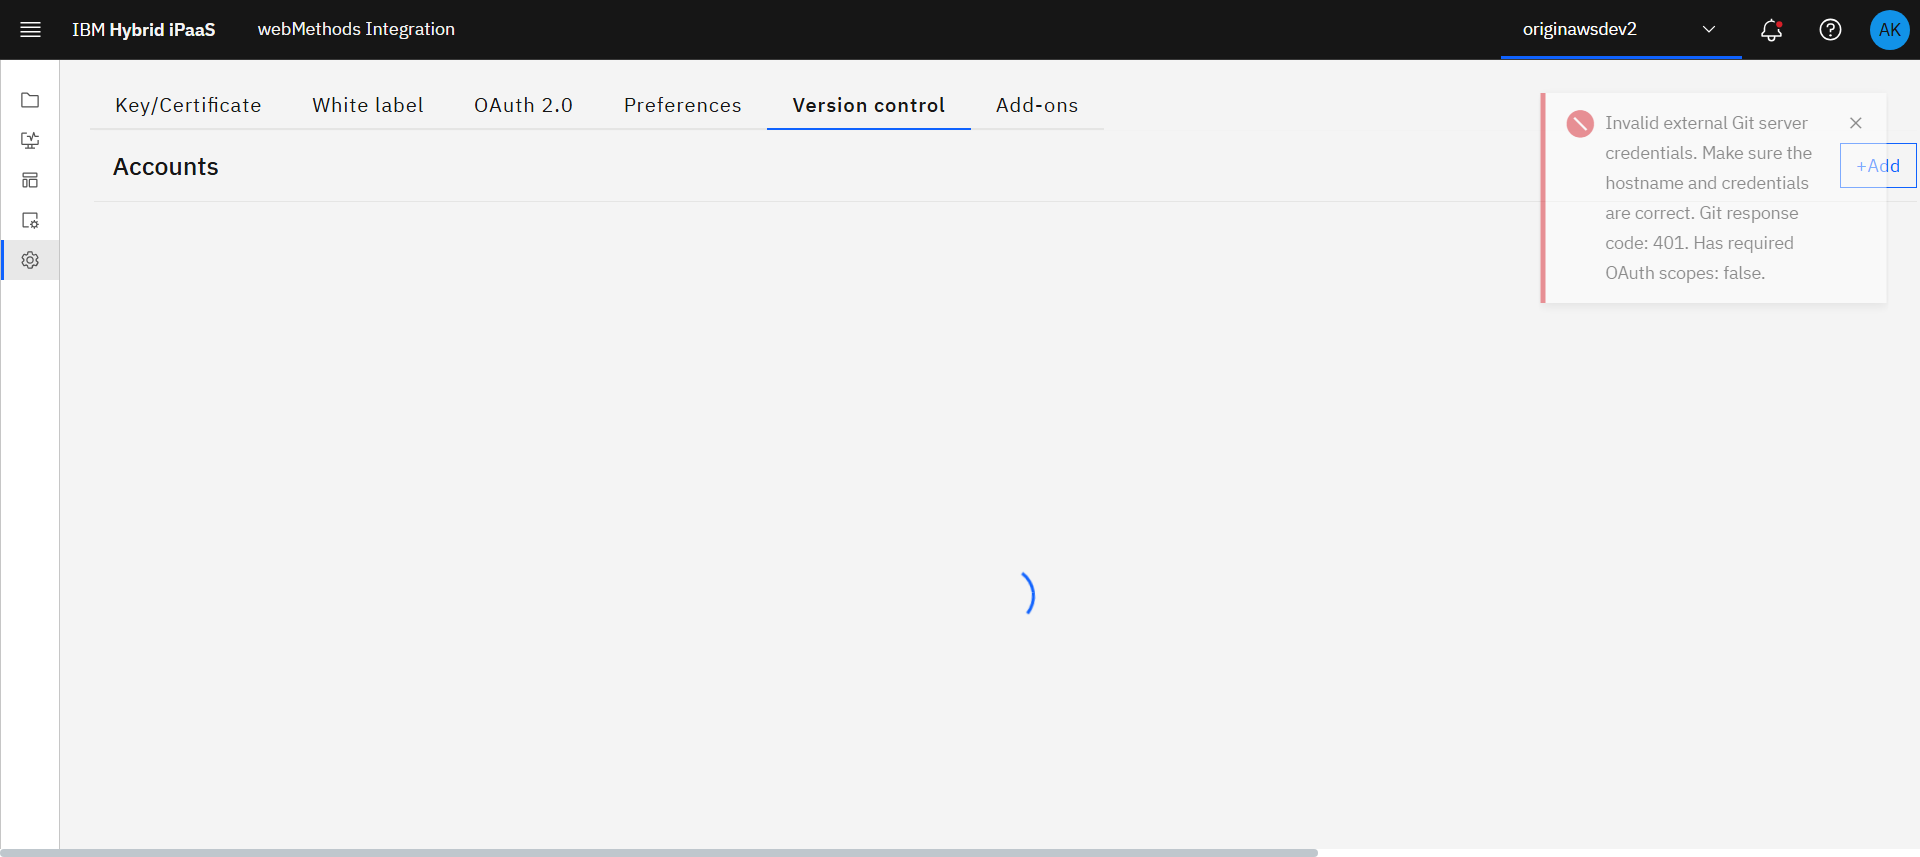 IBM Hybrid iPaaS
webMethods Integration
originawsdev2
AK
Key/Certificate
White label
OAuth 2.0
Preferences
Version control
Add-ons
Accounts
+Add
Invalid external Git server
credentials. Make sure the
hostname and credentials
are correct. Git response
code: 401. Has required
OAuth scopes: false.